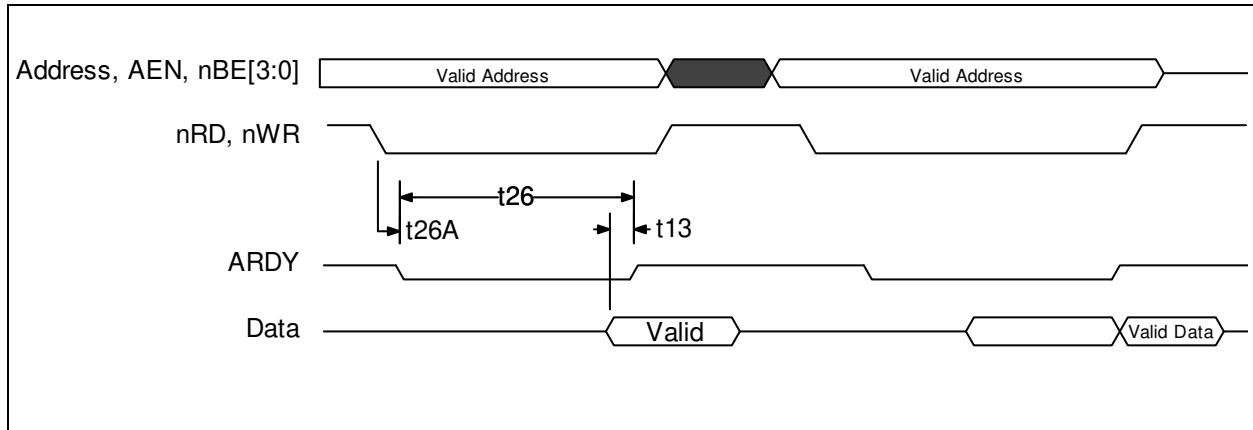 Address, AEN, nBE[3:0] Valid Address Valid Address
nRD, nWR
t26
t26A t13
ARDY
Data Valid Valid Data